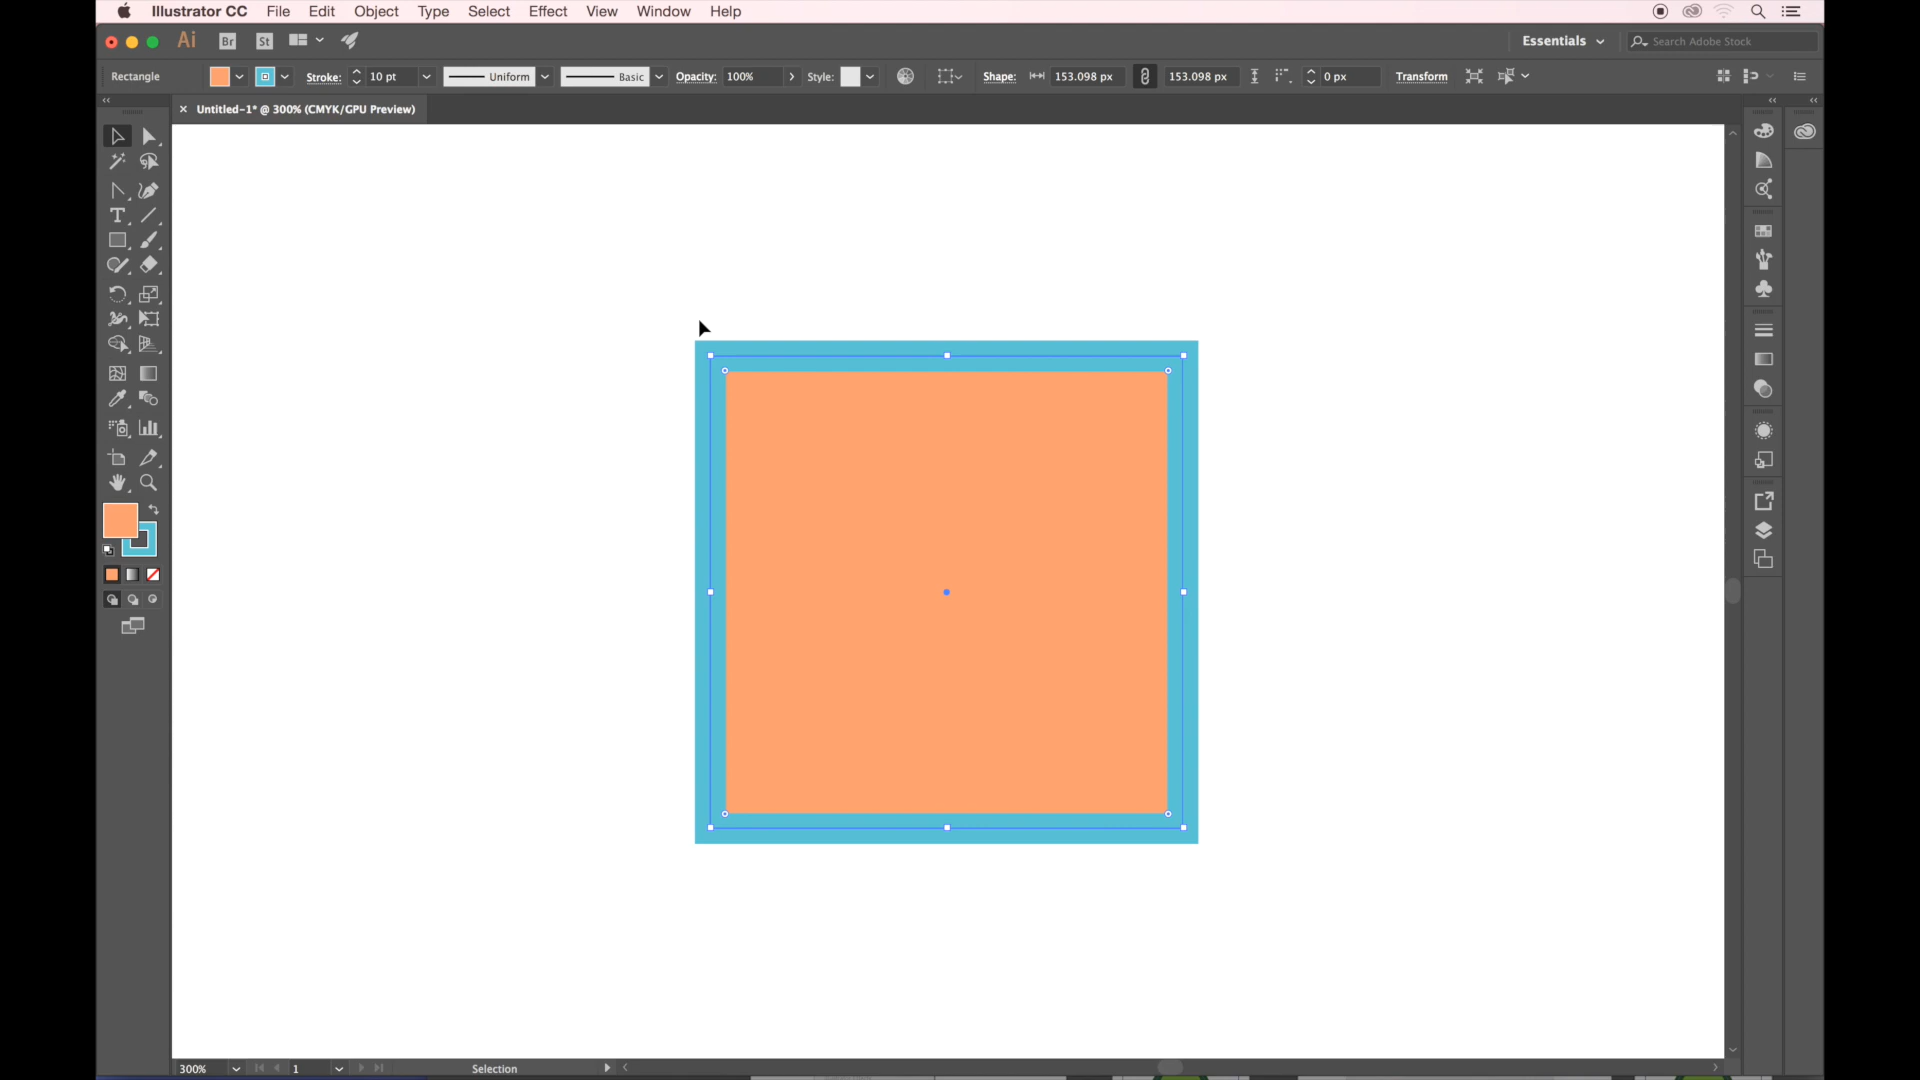 Illustrator CC File Edit Object Type Select Effect View Window Help
Ai Br St Essentials Search Adobe Stock
Rectangle Stroke: 10 pt Uniform Basic Opacity: 100% Style: Shape: 153.098 px 153.098 px 0 px Transform
× Untitled-1* @ 300% (CMYK/GPU Preview)
300% 1 Selection